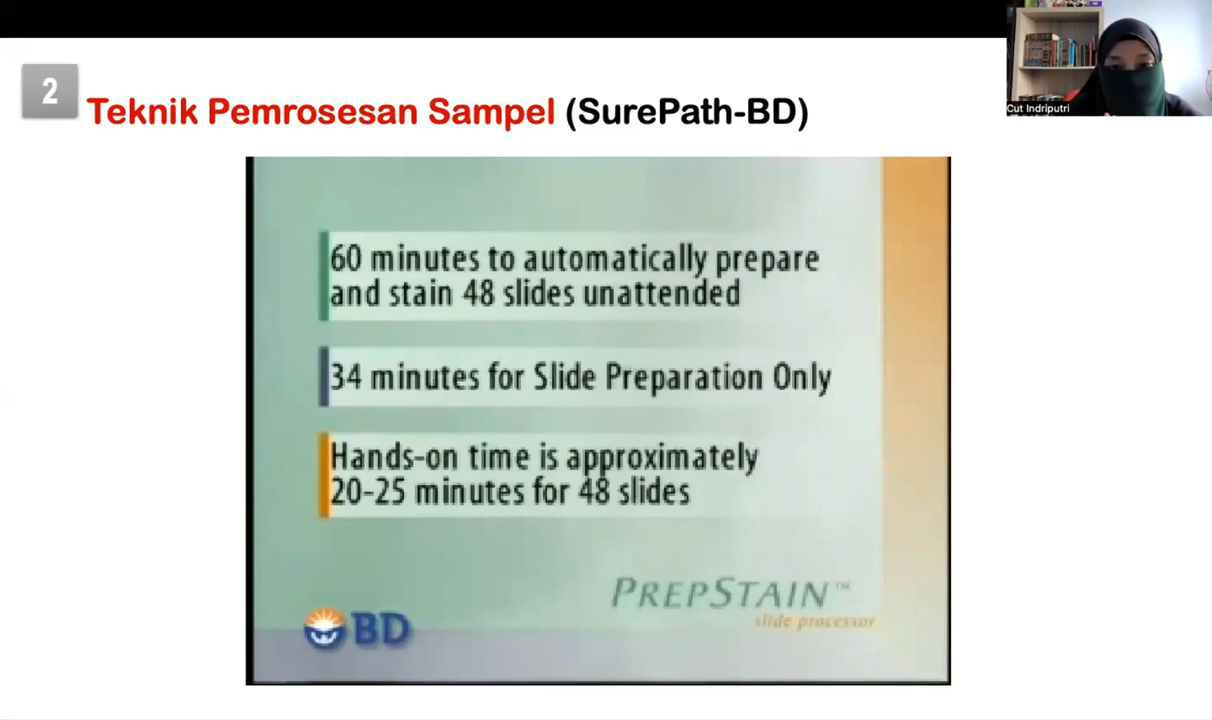 2
Teknik Pemrosesan Sampel (SurePath-BD)
Cut Indriputri
60 minutes to automatically prepare
and stain 48 slides unattended
34 minutes for Slide Preparation Only
Hands-on time is approximately
20-25 minutes for 48 slides
PREPSTAIN™
slide processor
BD